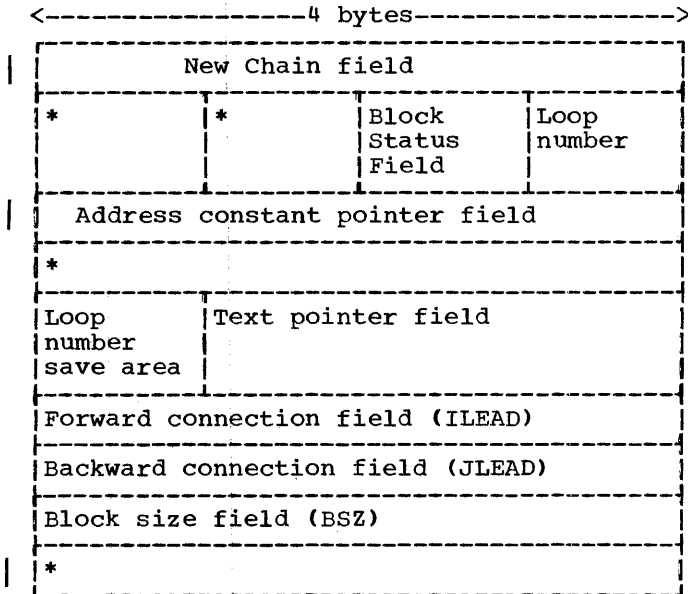 <-----------------4 bytes----------------->
New Chain field
* | * | Block | Loop
Status | number
Field
Address constant pointer field
*
Loop | Text pointer field
number
save area
Forward connection field (ILEAD)
Backward connection field (JLEAD)
Block size field (BSZ)
*